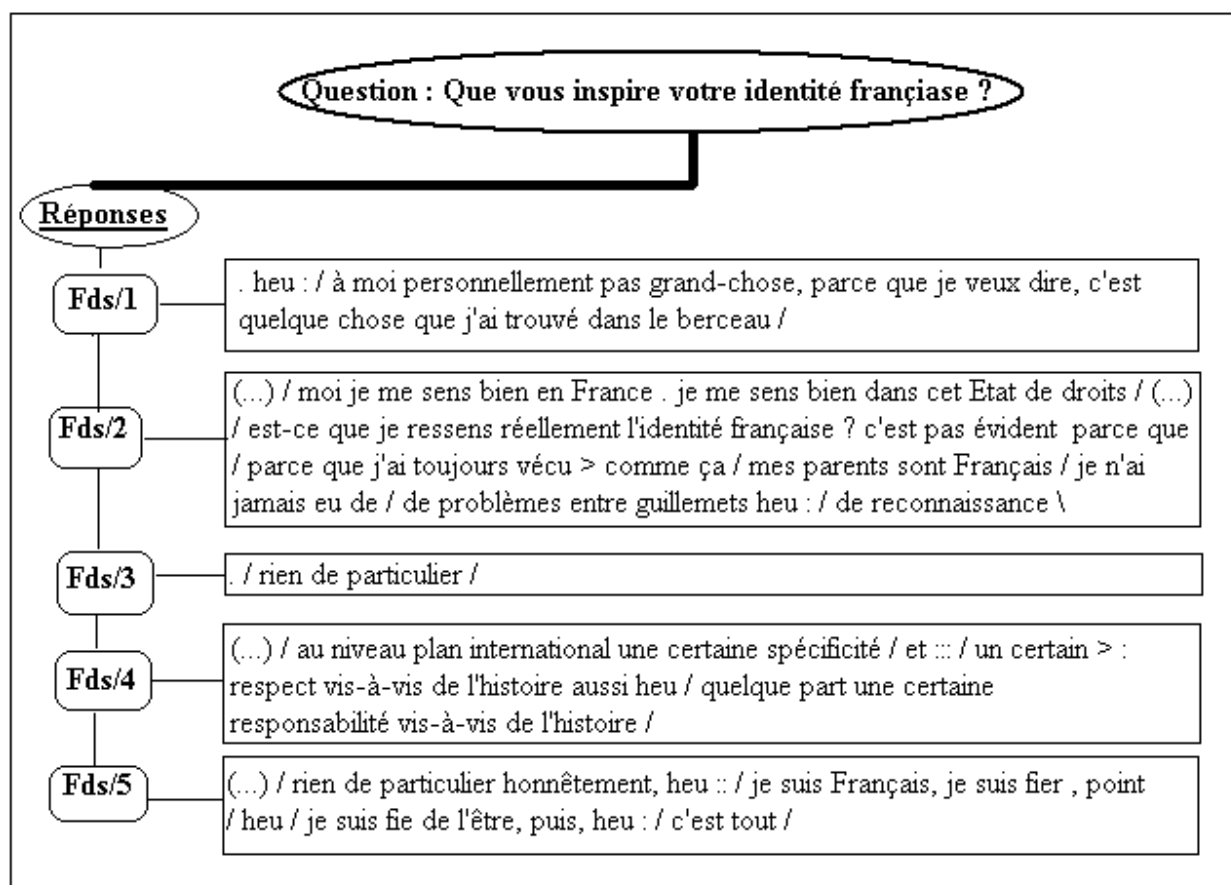 Question : Que vous inspire votre identité françiase ?
Réponses
Fds/1
. heu : / à moi personnellement pas grand-chose, parce que je veux dire, c'est
quelque chose que j'ai trouvé dans le berceau /
Fds/2
(...) / moi je me sens bien en France . je me sens bien dans cet Etat de droits / (...)
/ est-ce que je ressens réellement l'identité française ? c'est pas évident parce que
/ parce que j'ai toujours vécu > comme ça / mes parents sont Français / je n'ai
jamais eu de / de problèmes entre guillemets heu : / de reconnaissance \
Fds/3
. / rien de particulier /
Fds/4
(...) / au niveau plan international une certaine spécificité / et ::: / un certain > :
respect vis-à-vis de l'histoire aussi heu / quelque part une certaine
responsabilité vis-à-vis de l'histoire /
Fds/5
(...) / rien de particulier honnêtement, heu :: / je suis Français, je suis fier , point
/ heu / je suis fie de l'être, puis, heu : / c'est tout /